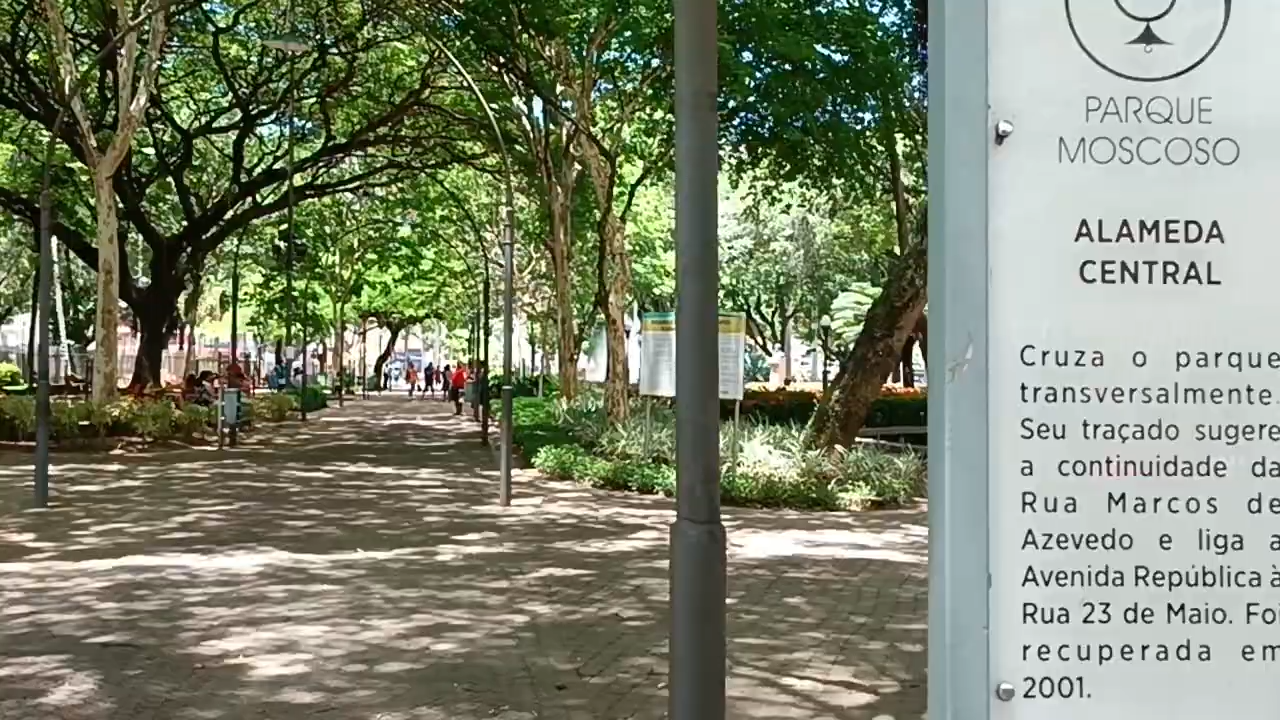 PARQUE
MOSCOSO
ALAMEDA
CENTRAL
Cruza o parque
transversalmente.
Seu traçado sugere
a continuidade da
Rua Marcos de
Azevedo e liga a
Avenida República à
Rua 23 de Maio. Foi
recuperada em
2001.